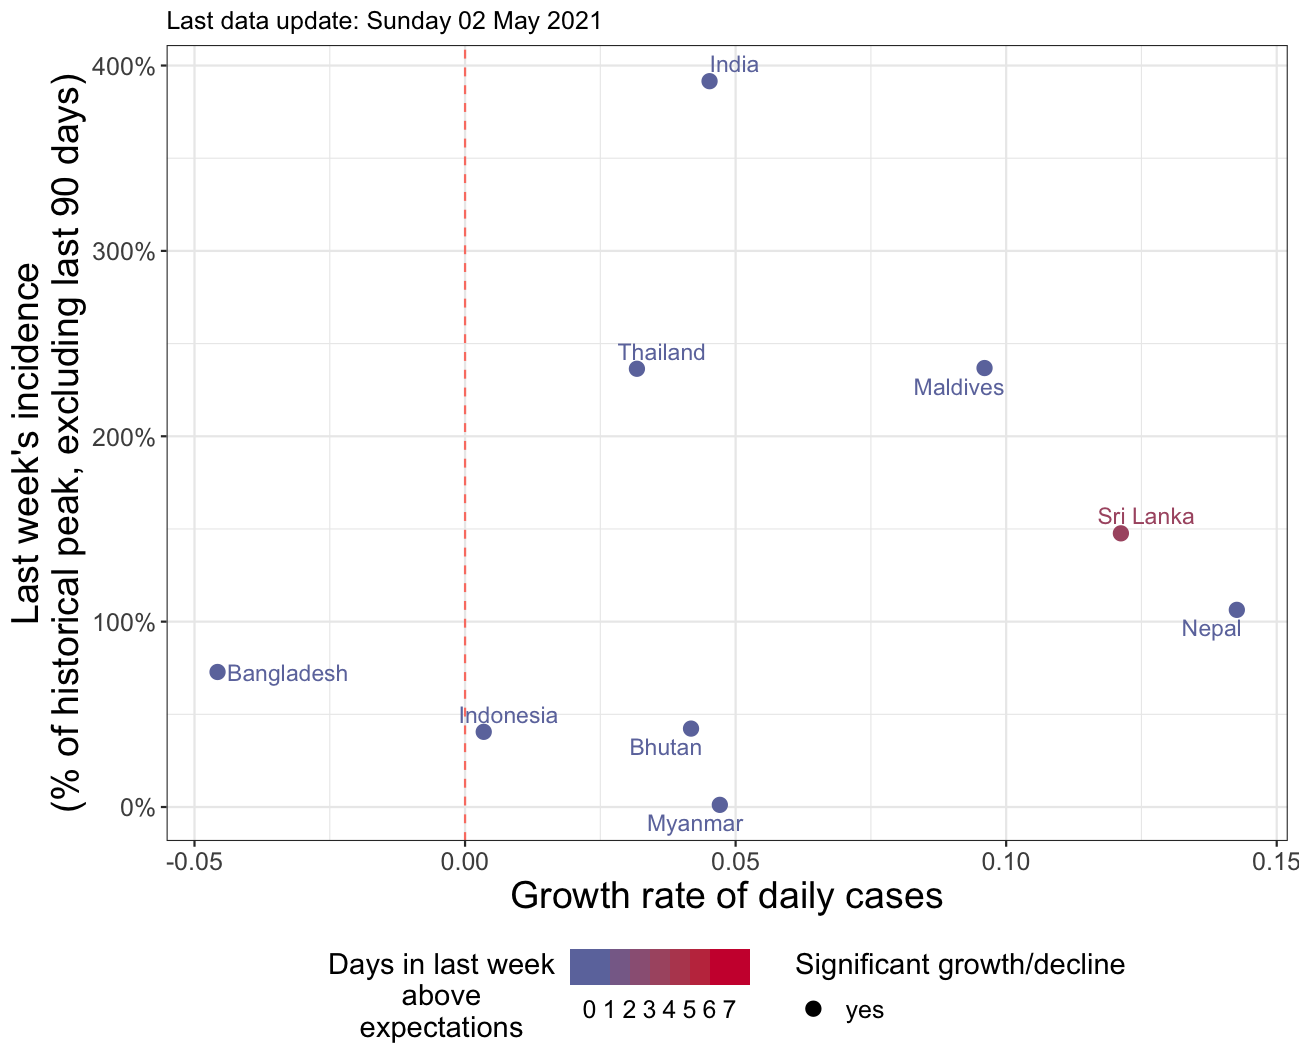 Last data update: Sunday 02 May 2021
Last week's incidence
(% of historical peak, excluding last 90 days)
400%
300%
200%
100%
0%
India
Thailand
Maldives
Sri Lanka
Nepal
Bangladesh
Indonesia
Bhutan
Myanmar
-0.05 0.00 0.05 0.10 0.15
Growth rate of daily cases
Days in last week
above
expectations
0 1 2 3 4 5 6 7
Significant growth/decline
yes